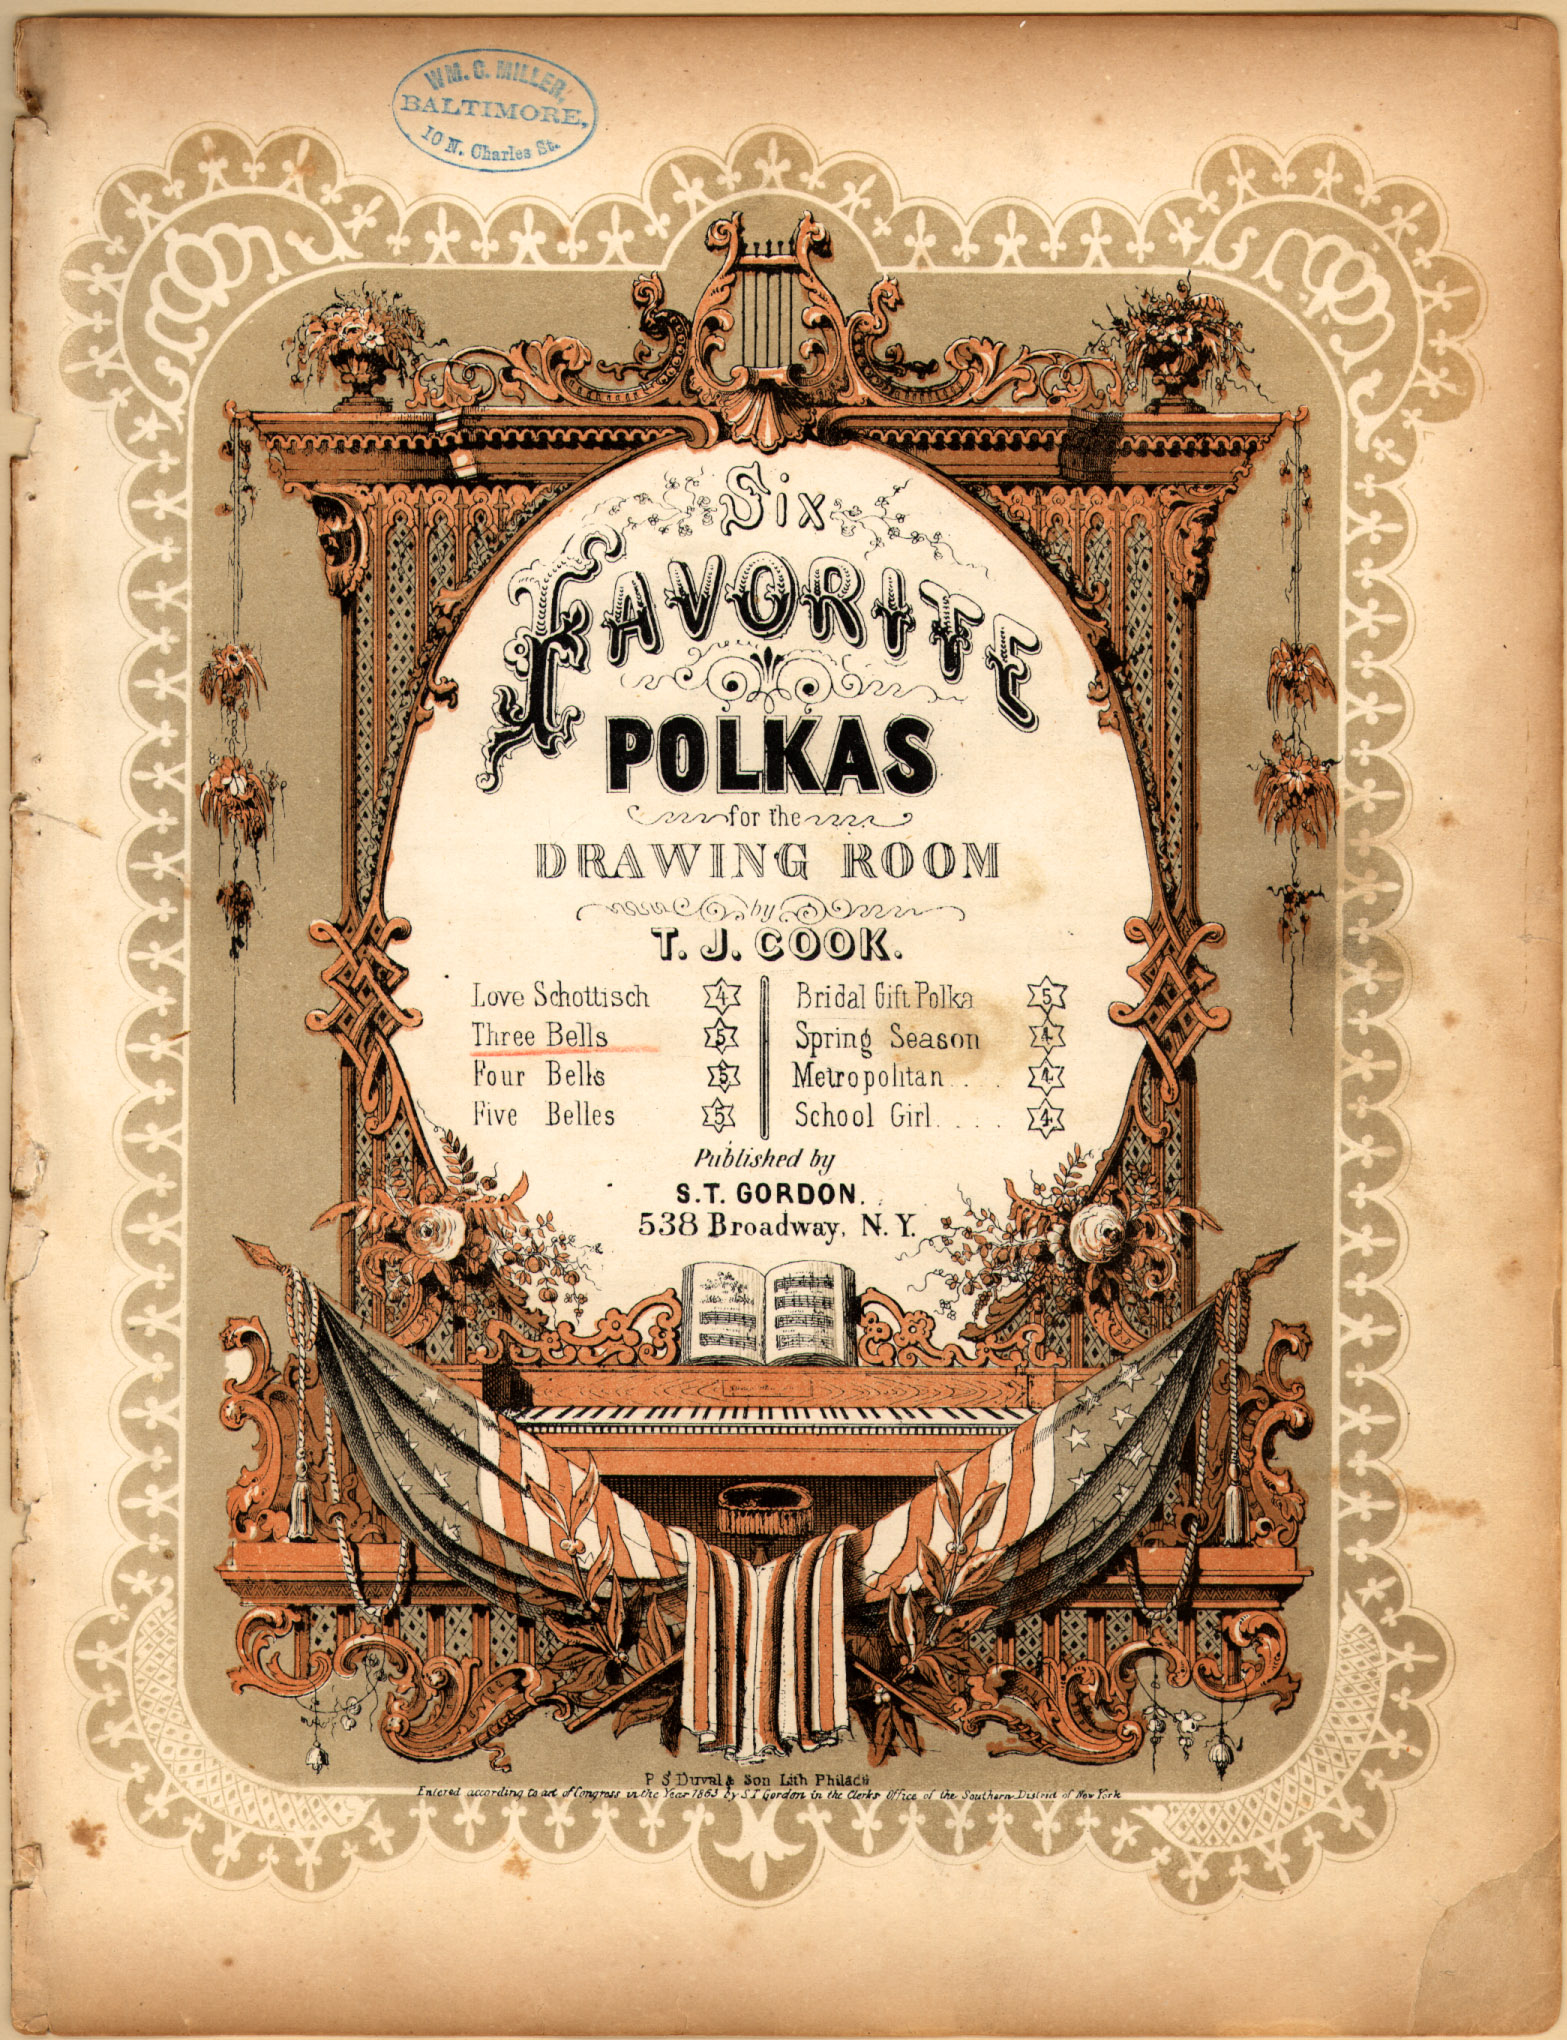 WM. C. MILLER,
BALTIMORE,
10 N. Charles St.
Six
FAVORITE
POLKAS
for the
DRAWING ROOM
by
T. J. COOK.
Love Schottisch 4
Three Bells 5
Four Bells 5
Five Belles 5
Bridal Gift Polka 5
Spring Season 4
Metropolitan . . . 4
School Girl . . . . 4
Published by
S. T. GORDON.
538 Broadway, N. Y.
P S Duval & Son Lith Philada
Entered according to act of Congress in the Year 1863 by S. T. Gordon in the Clerks Office of the Southern District of New York